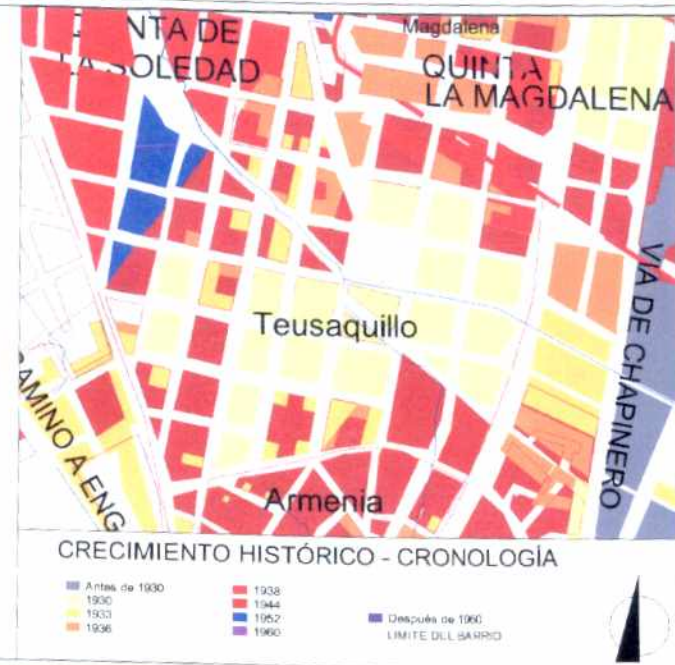 NTA DE
LA SOLEDAD
Magdalena
QUINTA
LA MAGDALENA
VIA DE CHAPINERO
Teusaquillo
CAMINO A ENG
Armenia
CRECIMIENTO HISTÓRICO - CRONOLOGÍA
Antes de 1930
1930
1933
1936
1938
1944
1952
1960
Después de 1960
LIMITE DEL BARRIO